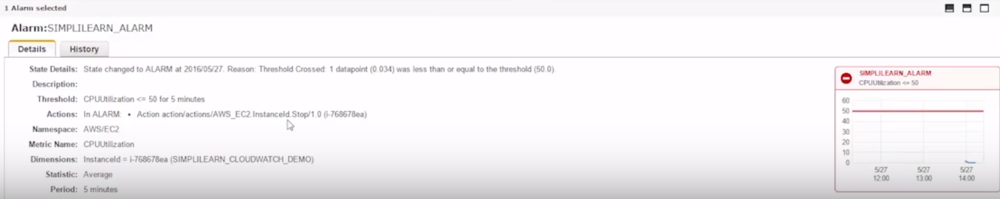 1 Alarm selected
Alarm:SIMPLILEARN_ALARM
Details History
State Details: State changed to ALARM at 2016/05/27. Reason: Threshold Crossed: 1 datapoint (0.034) was less than or equal to the threshold (50.0).
Description:
Threshold: CPUUtilization <= 50 for 5 minutes
Actions: In ALARM: • Action action/actions/AWS_EC2.InstanceId.Stop/1.0 (i-768678ea)
Namespace: AWS/EC2
Metric Name: CPUUtilization
Dimensions: InstanceId = i-768678ea (SIMPLILEARN_CLOUDWATCH_DEMO)
Statistic: Average
Period: 5 minutes
SIMPLILEARN_ALARM
CPUUtilization <= 50
60
50
40
30
20
10
0
5/27 5/27 5/27
12:00 13:00 14:00